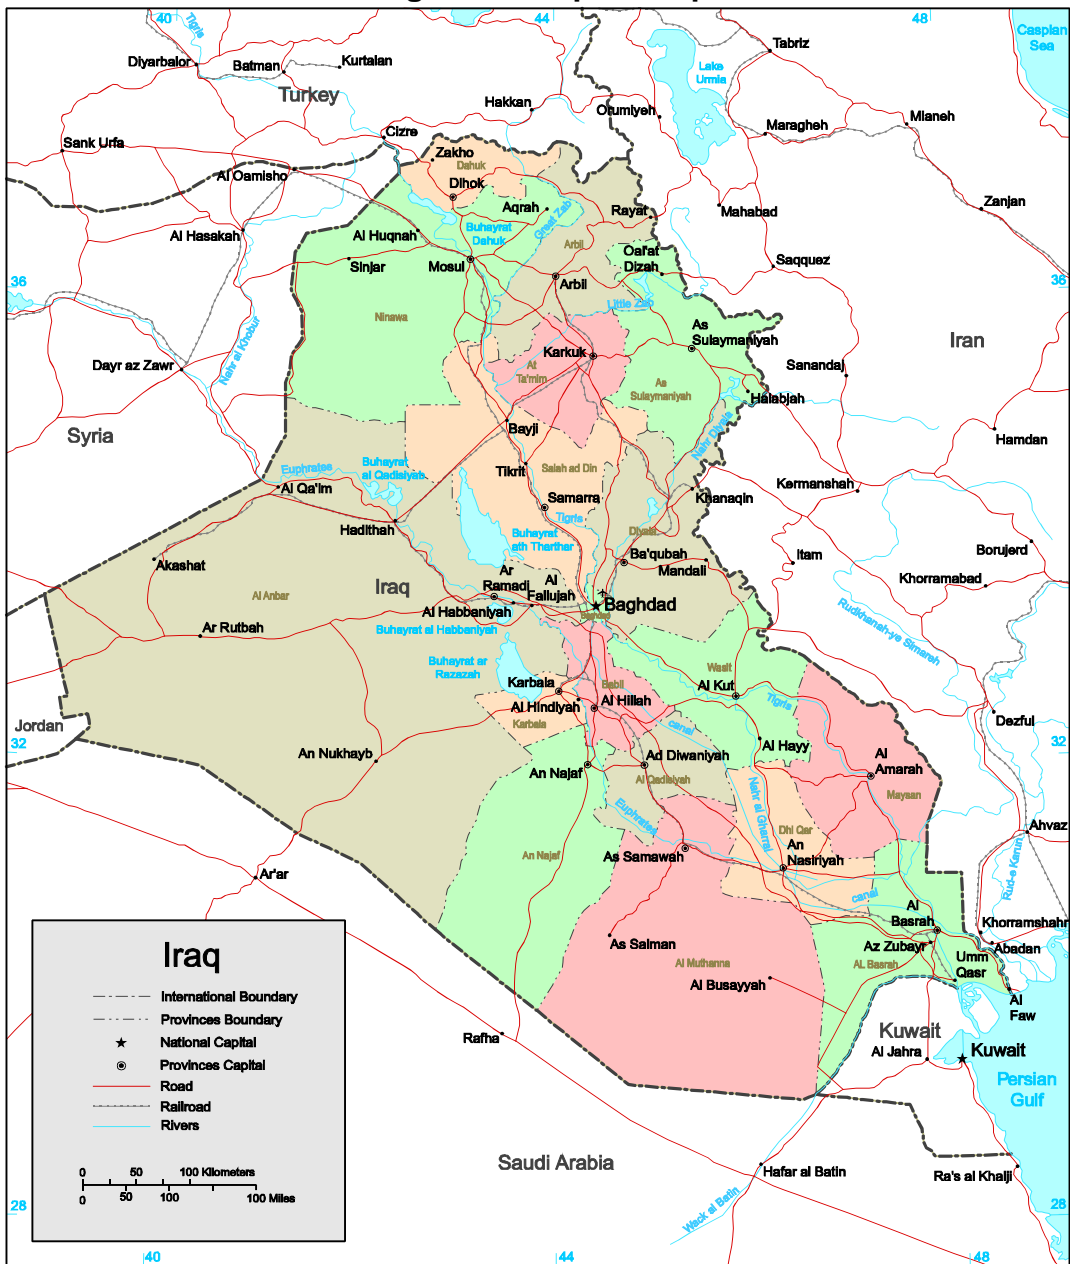 40
44
48
Tigris
Caspian
Sea
Tabriz
Diyarbalor
Batman
Kurtalan
Lake
Urmia
Turkey
Hakkan
Orumiyeh
Mianeh
Maragheh
Cizre
Sank Urfa
Zakho
Dahuk
Al Qamisho
Dihok
Aqrah
Great Zab
Rayat
Mahabad
Zanjan
Al Hasakah
Al Huqnah
Buhayrat
Dahuk
Arbil
Sinjar
Mosul
Qal'at
Dizah
Saqquez
36
Arbil
36
Little Zab
Ninawa
As
Sulaymaniyah
Iran
Nahr al Khobur
Karkuk
Dayr az Zawr
At
Ta'mim
As
Sulaymaniyah
Sanandaj
Halabjah
Syria
Bayji
Nahr Diyala
Hamdan
Euphrates
Buhayrat
al Qadisiyah
Tikrit
Salah ad Din
Al Qa'im
Kermanshah
Khanaqin
Samarra
Tigris
Hadithah
Buhayrat
ath Tharthar
Diyala
Borujerd
Akashat
Ba'qubah
Mandali
Itam
Ar
Ramadi
Al
Fallujah
Khorramabad
Iraq
Al Anbar
Al Habbaniyah
Baghdad
Baghdad
Rudkhanah-ye Simareh
Ar Rutbah
Buhayrat al Habbaniyah
Buhayrat ar
Razazah
Wasit
Karbala
Babil
Al Kut
Tigris
Al Hindiyah
Al Hillah
Jordan
Karbala
canal
Dezful
32
An Nukhayb
Ad Diwaniyah
Al Hayy
Al
Amarah
32
An Najaf
Al Qadisiyah
Nahr al Gharraf
Maysan
Euphrates
Dhi Qar
Ahvaz
An Najaf
As Samawah
An
Nasiriyah
Rud-e Karun
Ar'ar
canal
Al
Basrah
Khorramshahr
As Salman
Az Zubayr
Abadan
Iraq
Al Muthanna
AL Basrah
Umm
Qasr
Al Busayyah
Al
Faw
International Boundary
Provinces Boundary
National Capital
Provinces Capital
Road
Railroad
Rivers
Rafha
Kuwait
Al Jahra
Kuwait
Persian
Gulf
Saudi Arabia
Hafar al Batin
Ra's al Khalji
0 50 100 Kilometers
0 50 100 100 Miles
28
Wack al Batin
28
40
44
48